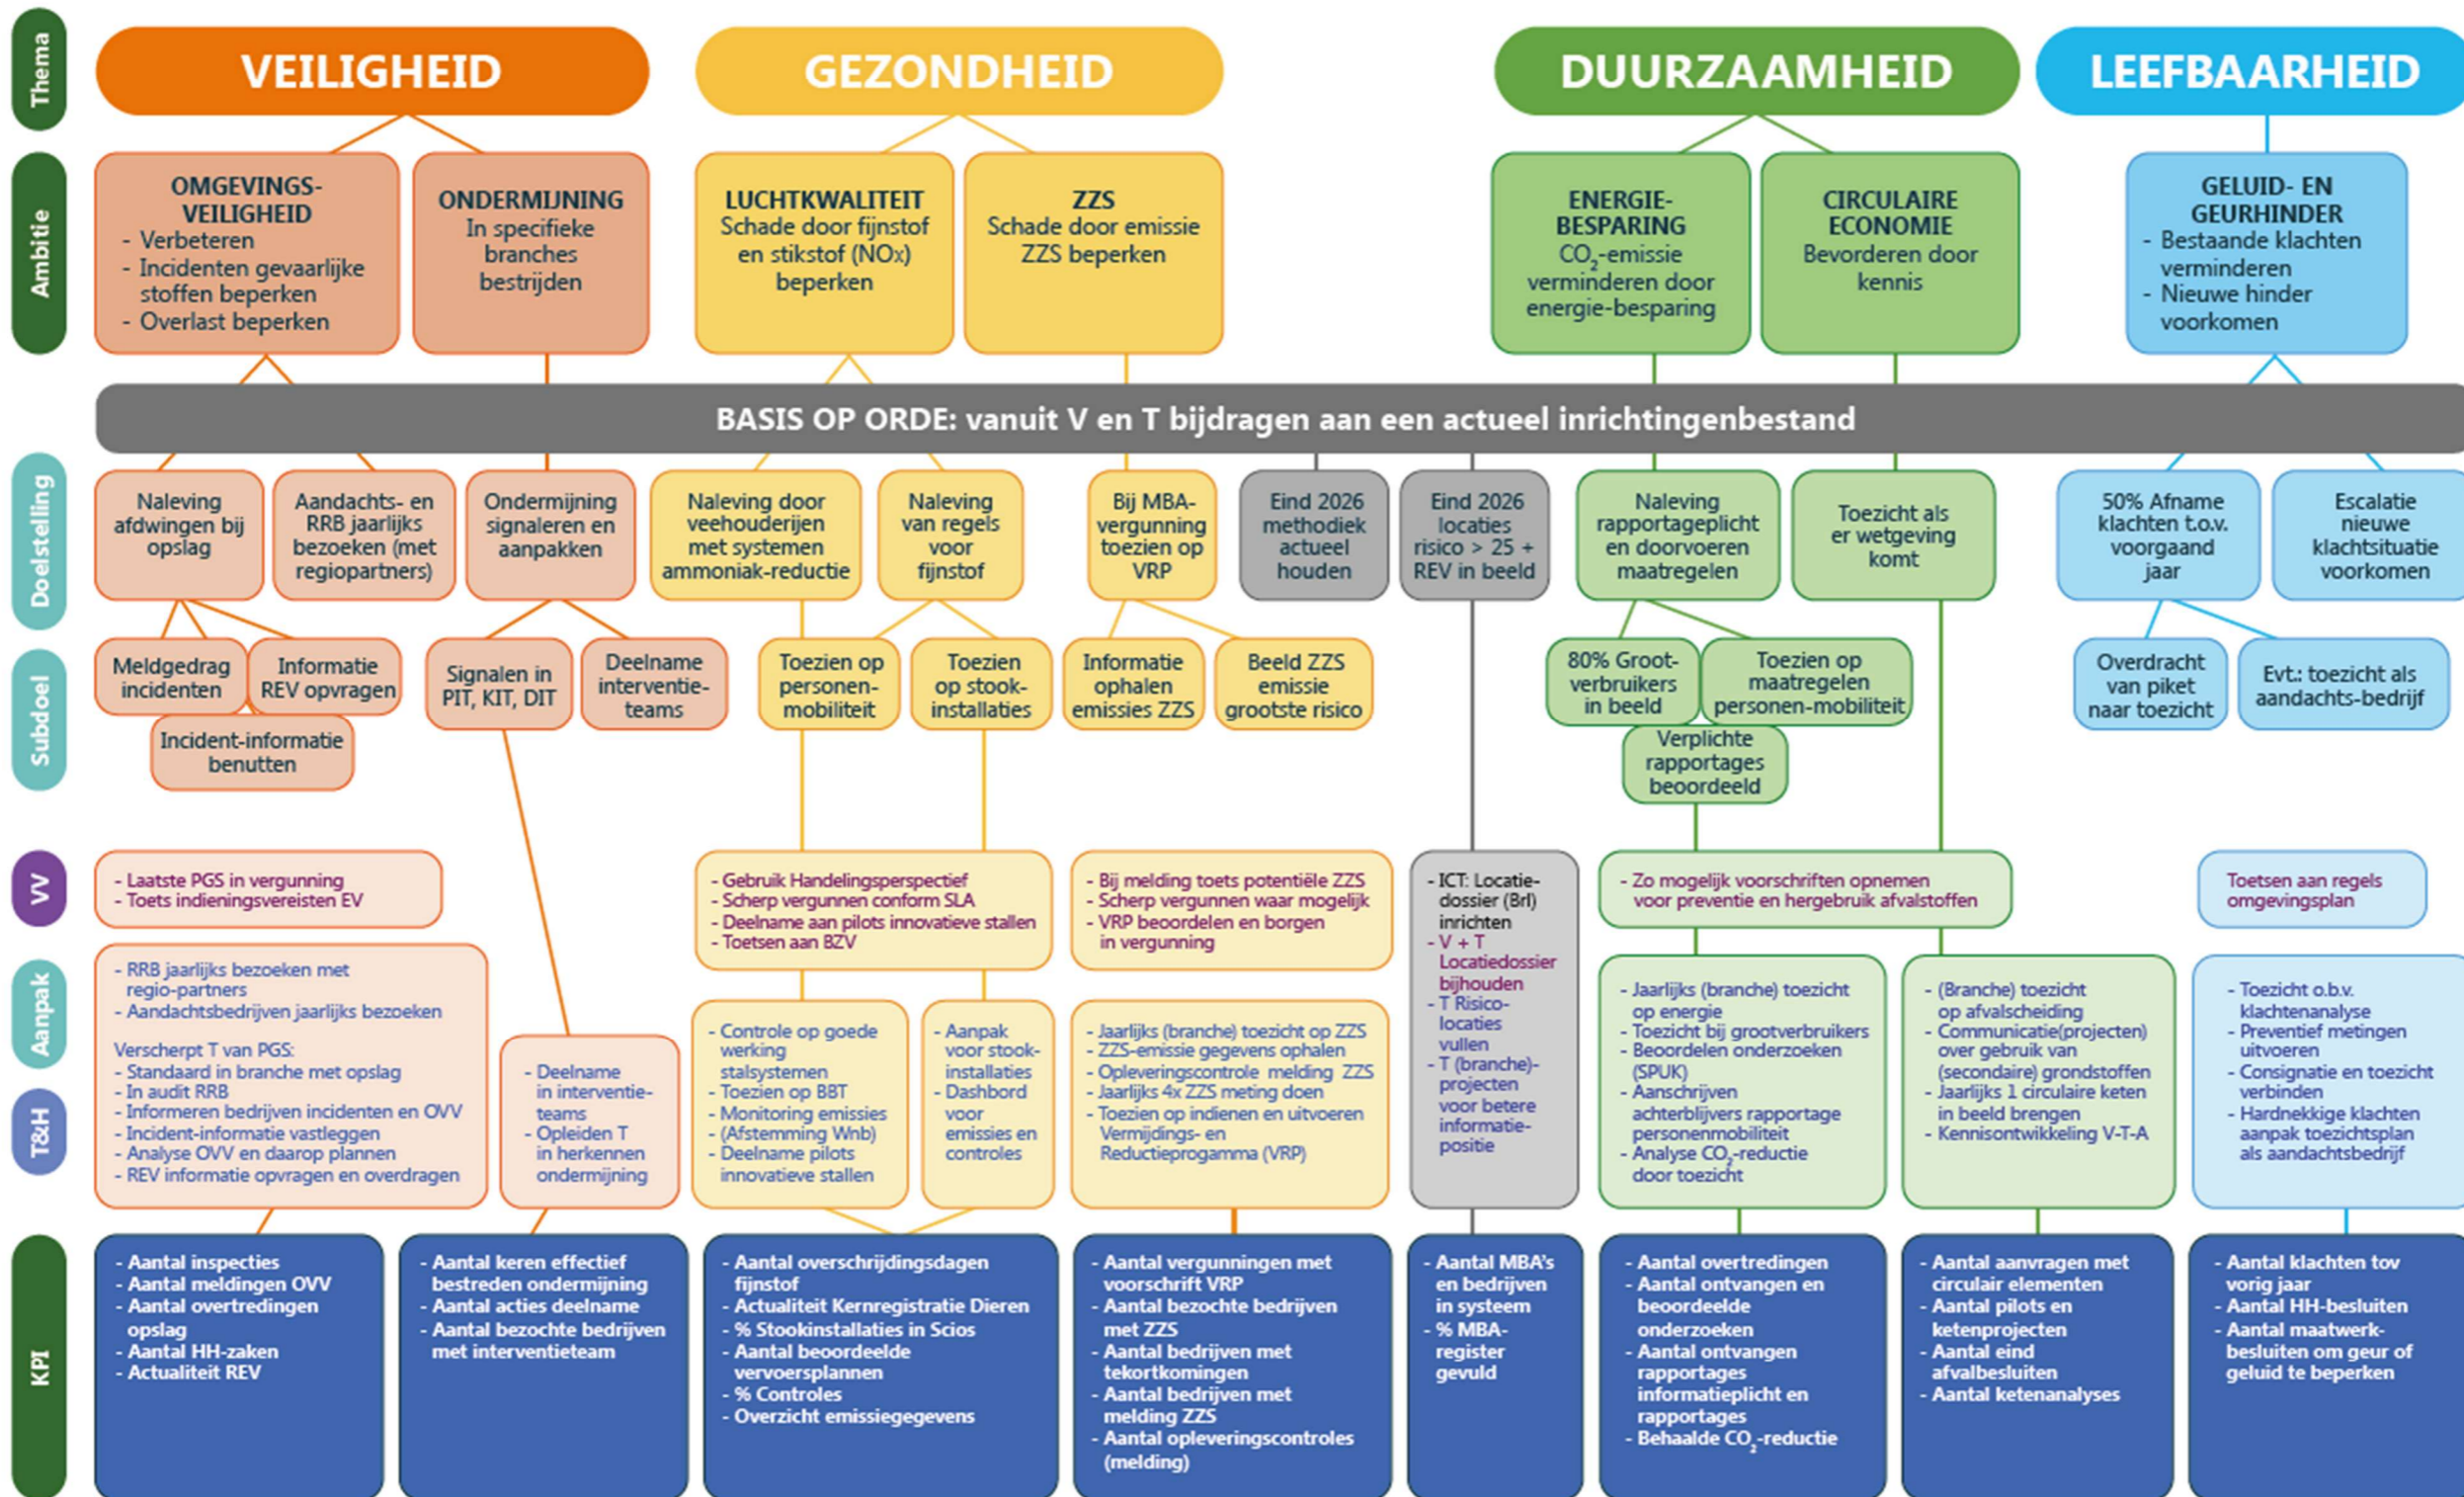 Thema
VEILIGHEID
GEZONDHEID
DUURZAAMHEID
LEEFBAARHEID
Ambitie
OMGEVINGS-
VEILIGHEID
- Verbeteren
- Incidenten gevaarlijke
stoffen beperken
- Overlast beperken
ONDERMIJNING
In specifieke
branches
bestrijden
LUCHTKWALITEIT
Schade door fijnstof
en stikstof (NOx)
beperken
ZZS
Schade door emissie
ZZS beperken
ENERGIE-
BESPARING
CO₂-emissie
verminderen door
energie-besparing
CIRCULAIRE
ECONOMIE
Bevorderen door
kennis
GELUID- EN
GEURHINDER
- Bestaande klachten
verminderen
- Nieuwe hinder
voorkomen
BASIS OP ORDE: vanuit V en T bijdragen aan een actueel inrichtingenbestand
Doelstelling
Naleving
afdwingen bij
opslag
Aandachts- en
RRB jaarlijks
bezoeken (met
regiopartners)
Ondermijning
signaleren en
aanpakken
Naleving door
veehouderijen
met systemen
ammoniak-reductie
Naleving
van regels
voor
fijnstof
Bij MBA-
vergunning
toezien op
VRP
Eind 2026
methodiek
actueel
houden
Eind 2026
locaties
risico > 25 +
REV in beeld
Naleving
rapportageplicht
en doorvoeren
maatregelen
Toezicht als
er wetgeving
komt
50% Afname
klachten t.o.v.
voorgaand
jaar
Escalatie
nieuwe
klachtsituatie
voorkomen
Subdoel
Meldgedrag
incidenten
Informatie
REV opvragen
Incident-informatie
benutten
Signalen in
PIT, KIT, DIT
Deelname
interventie-
teams
Toezien op
personen-
mobiliteit
Toezien
op stook-
installaties
Informatie
ophalen
emissies ZZS
Beeld ZZS
emissie
grootste risico
80% Groot-
verbruikers
in beeld
Toezien op
maatregelen
personen-mobiliteit
Verplichte
rapportages
beoordeeld
Overdracht
van piket
naar toezicht
Evt.: toezicht als
aandachts-bedrijf
VV
- Laatste PGS in vergunning
- Toets indieningsvereisten EV
- Gebruik Handelingsperspectief
- Scherp vergunnen conform SLA
- Deelname aan pilots innovatieve stallen
- Toetsen aan BZV
- Bij melding toets potentiële ZZS
- Scherp vergunnen waar mogelijk
- VRP beoordelen en borgen
in vergunning
- ICT: Locatie-
dossier (Brl)
inrichten
- V + T
Locatiedossier
bijhouden
- T Risico-
locaties
vullen
- T (branche)-
projecten
voor betere
informatie-
positie
- Zo mogelijk voorschriften opnemen
voor preventie en hergebruik afvalstoffen
Toetsen aan regels
omgevingsplan
Aanpak
T&H
- RRB jaarlijks bezoeken met
regio-partners
- Aandachtsbedrijven jaarlijks bezoeken
Verscherpt T van PGS:
- Standaard in branche met opslag
- In audit RRB
- Informeren bedrijven incidenten en OVV
- Incident-informatie vastleggen
- Analyse OVV en daarop plannen
- REV informatie opvragen en overdragen
- Deelname
in interventie-
teams
- Opleiden T
in herkennen
ondermijning
- Controle op goede
werking
stalsystemen
- Toezien op BBT
- Monitoring emissies
- (Afstemming Wnb)
- Deelname pilots
innovatieve stallen
- Aanpak
voor stook-
installaties
- Dashbord
voor
emissies en
controles
- Jaarlijks (branche) toezicht op ZZS
- ZZS-emissie gegevens ophalen
- Opleveringscontrole melding ZZS
- Jaarlijks 4x ZZS meting doen
- Toezien op indienen en uitvoeren
Vermijdings- en
Reductieprogamma (VRP)
- Jaarlijks (branche) toezicht
op energie
- Toezicht bij grootverbruikers
- Beoordelen onderzoeken
(SPUK)
- Aanschrijven
achterblijvers rapportage
personenmobiliteit
- Analyse CO₂-reductie
door toezicht
- (Branche) toezicht
op afvalscheiding
- Communicatie(projecten)
over gebruik van
(secondaire) grondstoffen
- Jaarlijks 1 circulaire keten
in beeld brengen
- Kennisontwikkeling V-T-A
- Toezicht o.b.v.
klachtenanalyse
- Preventief metingen
uitvoeren
- Consignatie en toezicht
verbinden
- Hardnekkige klachten
aanpak toezichtsplan
als aandachtsbedrijf
KPI
- Aantal inspecties
- Aantal meldingen OVV
- Aantal overtredingen
opslag
- Aantal HH-zaken
- Actualiteit REV
- Aantal keren effectief
bestreden ondermijning
- Aantal acties deelname
- Aantal bezochte bedrijven
met interventieteam
- Aantal overschrijdingsdagen
fijnstof
- Actualiteit Kernregistratie Dieren
- % Stookinstallaties in Scios
- Aantal beoordeelde
vervoersplannen
- % Controles
- Overzicht emissiegegevens
- Aantal vergunningen met
voorschrift VRP
- Aantal bezochte bedrijven
met ZZS
- Aantal bedrijven met
tekortkomingen
- Aantal bedrijven met
melding ZZS
- Aantal opleveringscontroles
(melding)
- Aantal MBA's
en bedrijven
in systeem
- % MBA-
register
gevuld
- Aantal overtredingen
- Aantal ontvangen en
beoordeelde
onderzoeken
- Aantal ontvangen
rapportages
informatieplicht en
rapportages
- Behaalde CO₂-reductie
- Aantal aanvragen met
circulair elementen
- Aantal pilots en
ketenprojecten
- Aantal eind
afvalbesluiten
- Aantal ketenanalyses
- Aantal klachten tov
vorig jaar
- Aantal HH-besluiten
- Aantal maatwerk-
besluiten om geur of
geluid te beperken